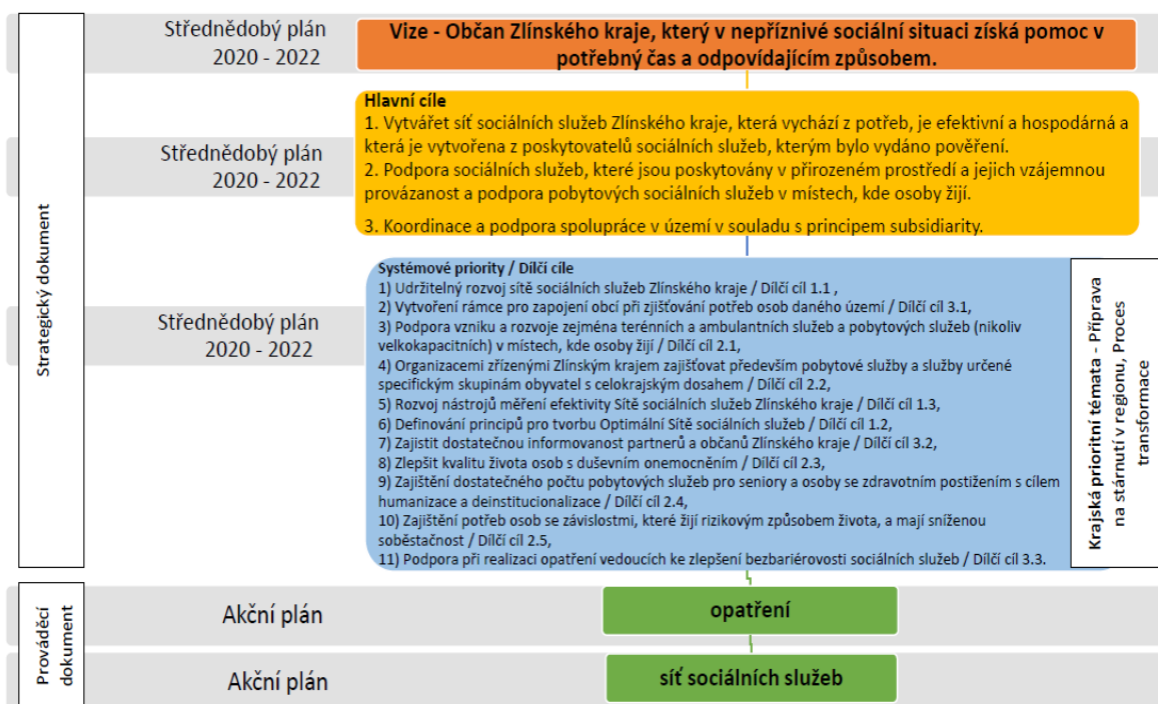 Strategický dokument
Střednědobý plán
2020 - 2022
Vize - Občan Zlínského kraje, který v nepříznivé sociální situaci získá pomoc v
potřebný čas a odpovídajícím způsobem.
Střednědobý plán
2020 - 2022
Hlavní cíle
1. Vytvářet síť sociálních služeb Zlínského kraje, která vychází z potřeb, je efektivní a hospodárná a
která je vytvořena z poskytovatelů sociálních služeb, kterým bylo vydáno pověření.
2. Podpora sociálních služeb, které jsou poskytovány v přirozeném prostředí a jejich vzájemnou
provázanost a podpora pobytových sociálních služeb v místech, kde osoby žijí.
3. Koordinace a podpora spolupráce v území v souladu s principem subsidiarity.
Střednědobý plán
2020 - 2022
Systémové priority / Dílčí cíle
1) Udržitelný rozvoj sítě sociálních služeb Zlínského kraje / Dílčí cíl 1.1 ,
2) Vytvoření rámce pro zapojení obcí při zjišťování potřeb osob daného území / Dílčí cíl 3.1,
3) Podpora vzniku a rozvoje zejména terénních a ambulantních služeb a pobytových služeb (nikoliv
velkokapacitních) v místech, kde osoby žijí / Dílčí cíl 2.1,
4) Organizacemi zřízenými Zlínským krajem zajišťovat především pobytové služby a služby určené
specifickým skupinám obyvatel s celokrajským dosahem / Dílčí cíl 2.2,
5) Rozvoj nástrojů měření efektivity Sítě sociálních služeb Zlínského kraje / Dílčí cíl 1.3,
6) Definování principů pro tvorbu Optimální Sítě sociálních služeb / Dílčí cíl 1.2,
7) Zajistit dostatečnou informovanost partnerů a občanů Zlínského kraje / Dílčí cíl 3.2,
8) Zlepšit kvalitu života osob s duševním onemocněním / Dílčí cíl 2.3,
9) Zajištění dostatečného počtu pobytových služeb pro seniory a osoby se zdravotním postižením s cílem
humanizace a deinstitucionalizace / Dílčí cíl 2.4,
10) Zajištění potřeb osob se závislostmi, které žijí rizikovým způsobem života, a mají sníženou
soběstačnost / Dílčí cíl 2.5,
11) Podpora při realizaci opatření vedoucích ke zlepšení bezbariérovosti sociálních služeb / Dílčí cíl 3.3.
Krajská prioritní témata - Příprava
na stárnutí v regionu, Proces
transformace
Prováděcí
dokument
Akční plán
opatření
Akční plán
síť sociálních služeb